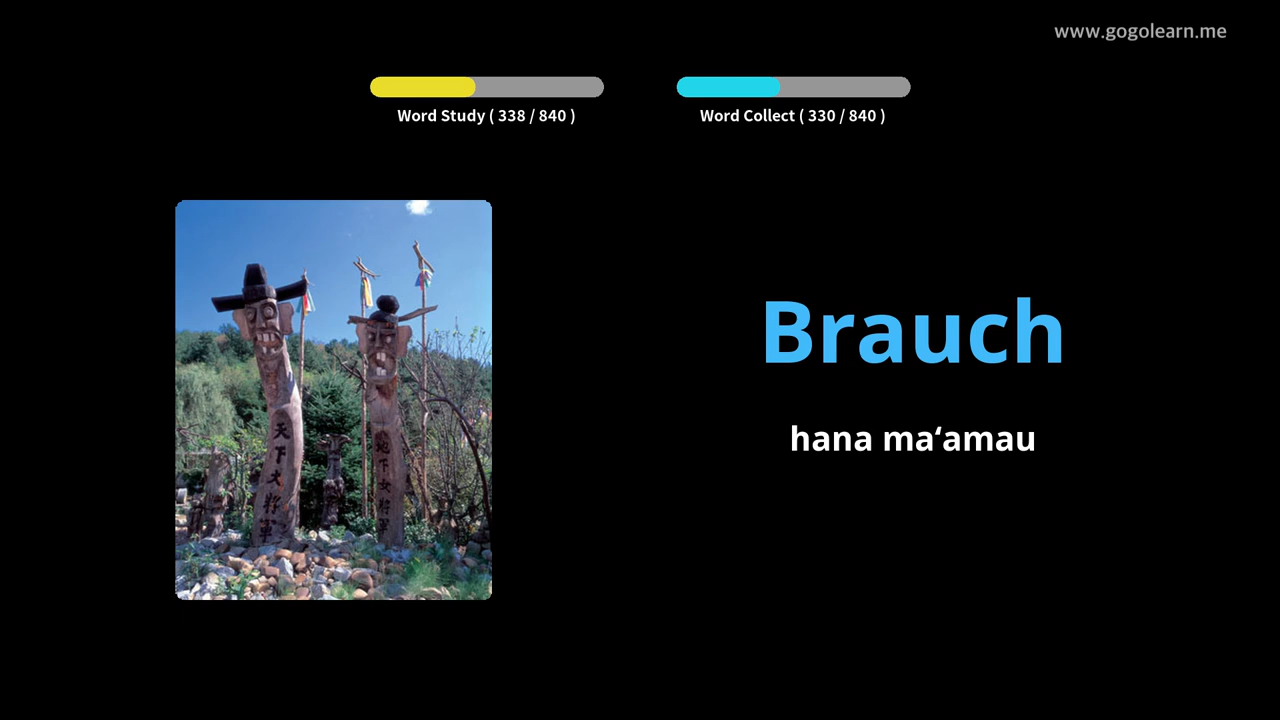 www.gogolearn.me
Word Study ( 338 / 840 )
Word Collect ( 330 / 840 )
天下大將軍
地下女將軍
Brauch
hana maʻamau